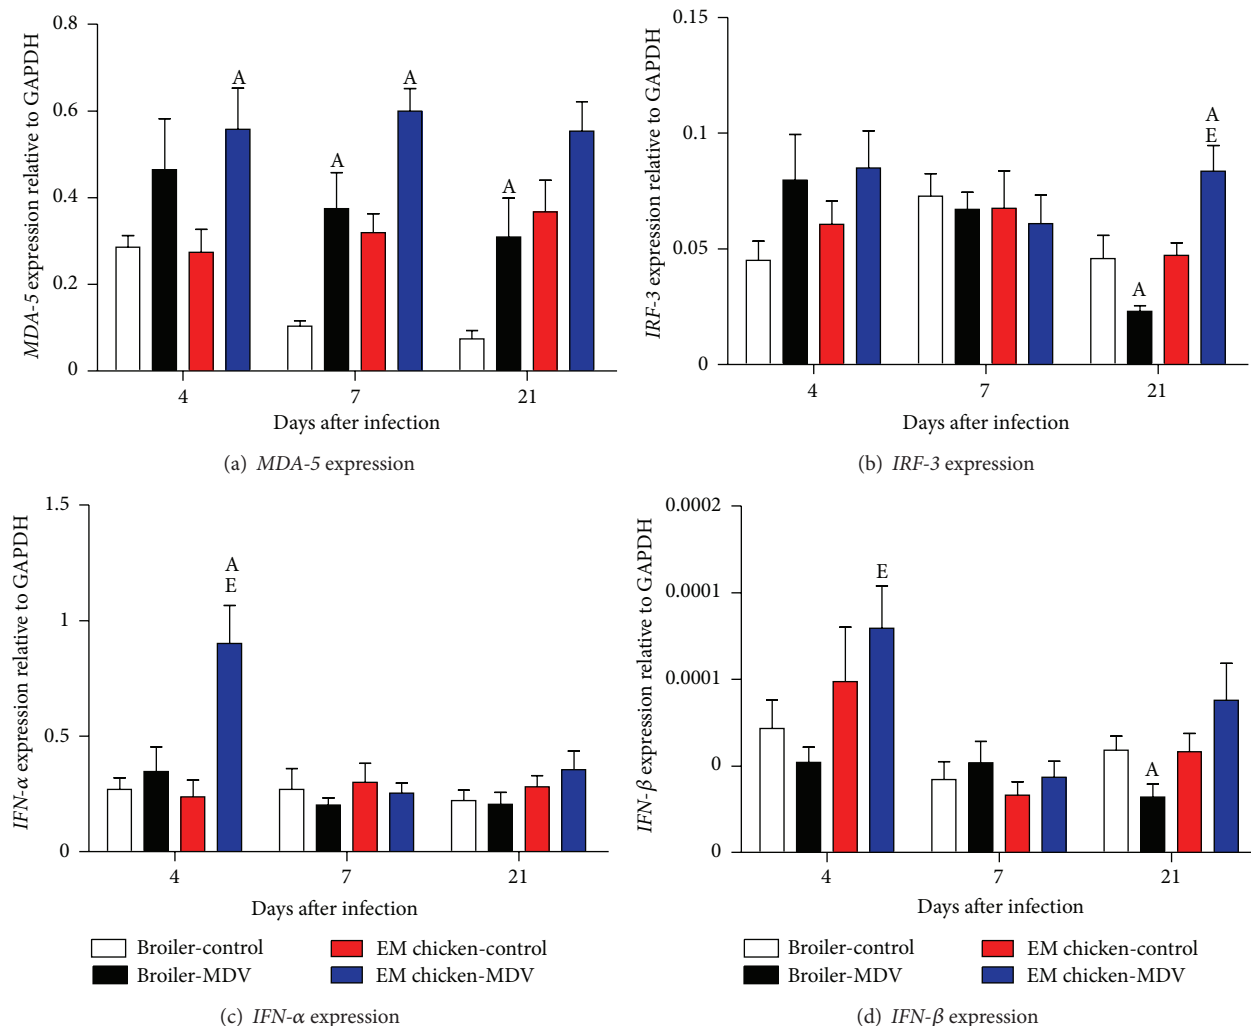 MDA-5 expression relative to GAPDH
0.8
0.6
0.4
0.2
0
A
A
A
A
4
7
21
Days after infection
(a) MDA-5 expression
IRF-3 expression relative to GAPDH
0.15
0.1
0.05
0
A
A
E
4
7
21
Days after infection
(b) IRF-3 expression
IFN-α expression relative to GAPDH
1.5
1
0.5
0
A
E
4
7
21
Days after infection
Broiler-control
EM chicken-control
Broiler-MDV
EM chicken-MDV
(c) IFN-α expression
IFN-β expression relative to GAPDH
0.0002
0.0001
0.0001
0
0
E
A
4
7
21
Days after infection
Broiler-control
EM chicken-control
Broiler-MDV
EM chicken-MDV
(d) IFN-β expression